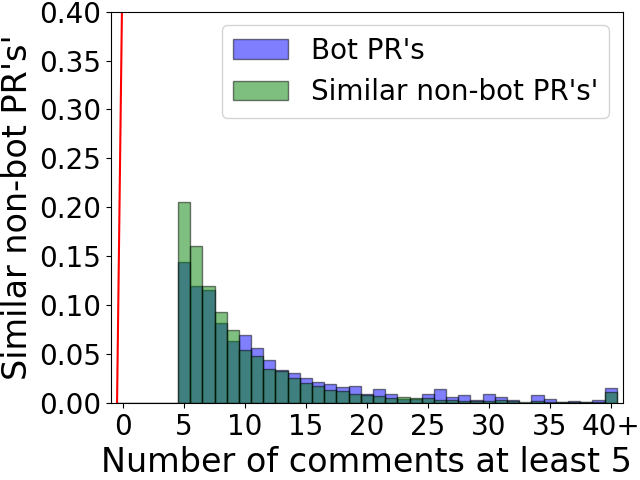 Similar non-bot PR's'
0.40
0.35
0.30
0.25
0.20
0.15
0.10
0.05
0.00
Bot PR's
Similar non-bot PR's'
0 5 10 15 20 25 30 35 40+
Number of comments at least 5